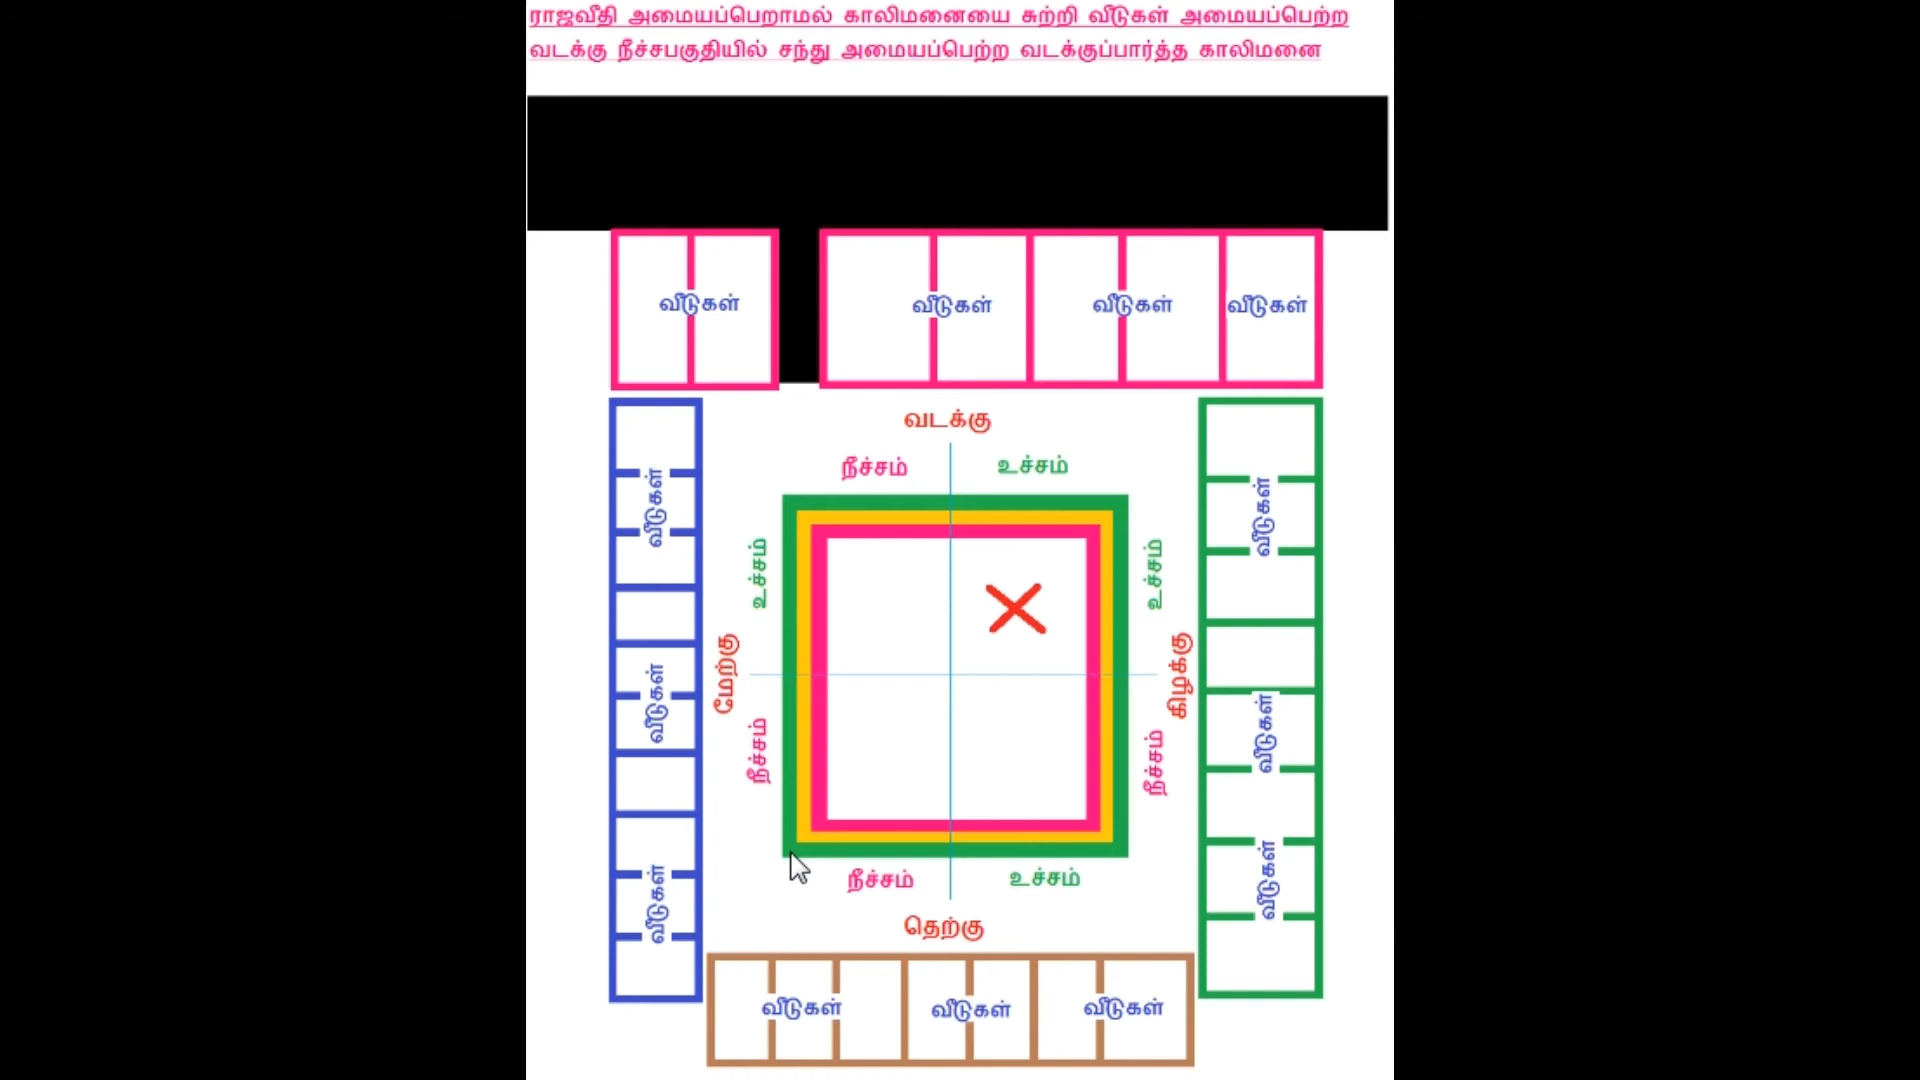 ராஜவீதி அமையப்பெறாமல் காலிமனையை சுற்றி வீடுகள் அமையப்பெற்ற
வடக்கு நீச்சபகுதியில் சந்து அமையப்பெற்ற வடக்குப்பார்த்த காலிமனை
வீடுகள் வீடுகள் வீடுகள் வீடுகள்
வடக்கு
நீச்சம் உச்சம்
வீடுகள்
வீடுகள்
வீடுகள்
உச்சம்
மேற்கு
நீச்சம்
உச்சம்
கிழக்கு
நீச்சம்
வீடுகள்
வீடுகள்
வீடுகள்
நீச்சம் உச்சம்
தெற்கு
வீடுகள் வீடுகள் வீடுகள்